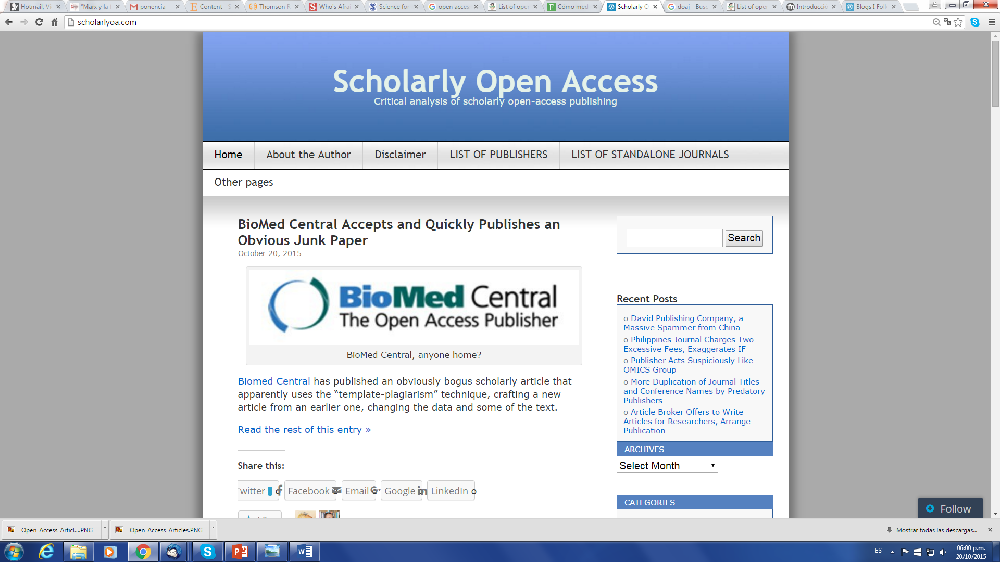 Hotmail, Vi
"Marx y la f
ponencia -
Content - S
Thomson R
Who's Afrai
Science for
open acces
List of oper
Cómo med
Scholarly O
doaj - Busc
List of oper
Introducció
Blogs I Foll
scholarlyoa.com
Scholarly Open Access
Critical analysis of scholarly open-access publishing
Home
About the Author
Disclaimer
LIST OF PUBLISHERS
LIST OF STANDALONE JOURNALS
Other pages
BioMed Central Accepts and Quickly Publishes an
Obvious Junk Paper
October 20, 2015
BioMed Central
The Open Access Publisher
BioMed Central, anyone home?
Biomed Central has published an obviously bogus scholarly article that
apparently uses the “template-plagiarism” technique, crafting a new
article from an earlier one, changing the data and some of the text.
Read the rest of this entry »
Share this:
Twitter
Facebook
Email
Google
LinkedIn
Search
Recent Posts
o David Publishing Company, a
Massive Spammer from China
o Philippines Journal Charges Two
Excessive Fees, Exaggerates IF
o Publisher Acts Suspiciously Like
OMICS Group
o More Duplication of Journal Titles
and Conference Names by Predatory
Publishers
o Article Broker Offers to Write
Articles for Researchers, Arrange
Publication
ARCHIVES
Select Month
CATEGORIES
Follow
Open_Access_Articl....PNG
Open_Access_Articles.PNG
Mostrar todas las descargas...
ES
06:00 p.m.
20/10/2015